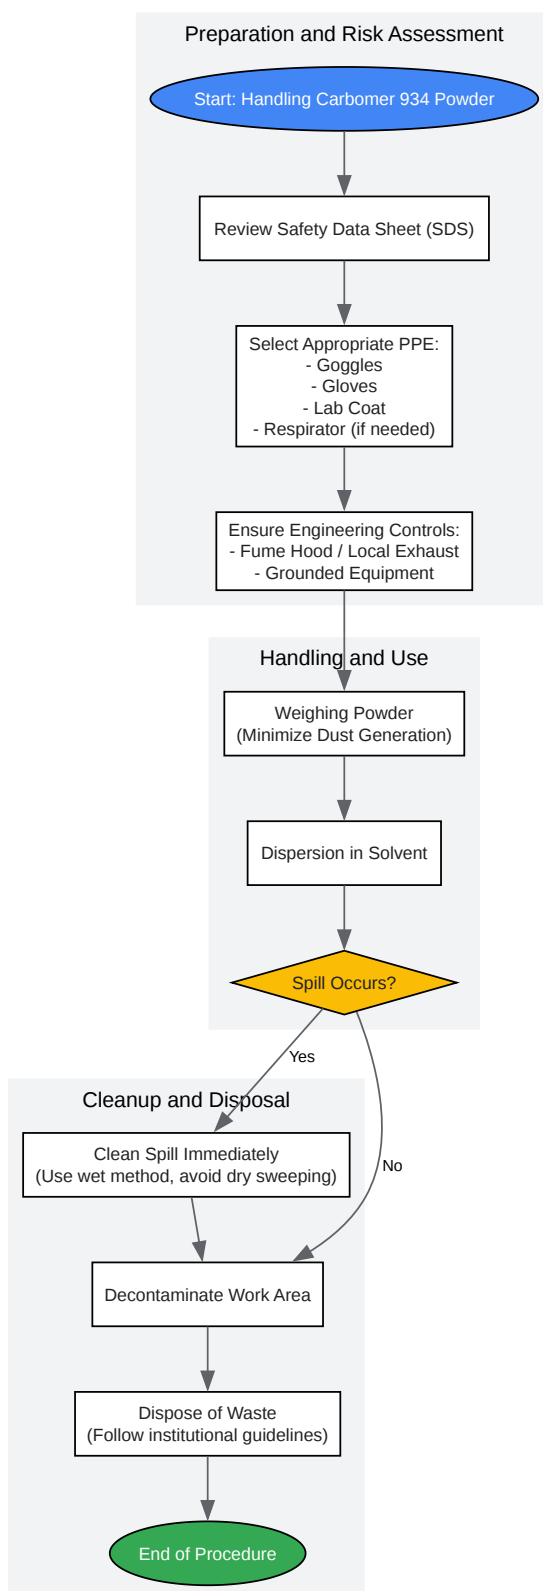 Preparation and Risk Assessment
Start: Handling Carbomer 934 Powder
Review Safety Data Sheet (SDS)
Select Appropriate PPE:
- Goggles
- Gloves
- Lab Coat
- Respirator (if needed)
Ensure Engineering Controls:
- Fume Hood / Local Exhaust
- Grounded Equipment
Handling and Use
Weighing Powder
(Minimize Dust Generation)
Dispersion in Solvent
Spill Occurs?
Yes
No
Cleanup and Disposal
Clean Spill Immediately
(Use wet method, avoid dry sweeping)
Decontaminate Work Area
Dispose of Waste
(Follow institutional guidelines)
End of Procedure